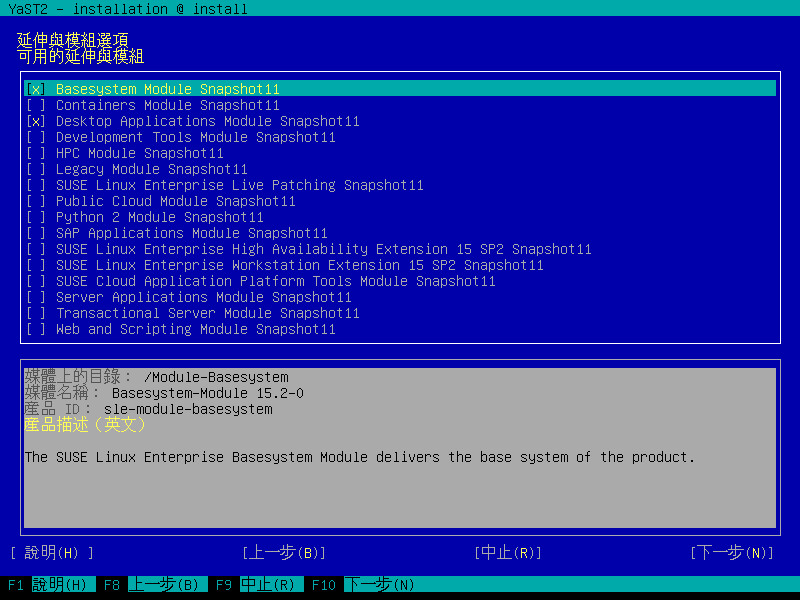 YaST2 - installation @ install
延伸與模組選項
可用的延伸與模組
[x] Basesystem Module Snapshot11
[ ] Containers Module Snapshot11
[x] Desktop Applications Module Snapshot11
[ ] Development Tools Module Snapshot11
[ ] HPC Module Snapshot11
[ ] Legacy Module Snapshot11
[ ] SUSE Linux Enterprise Live Patching Snapshot11
[ ] Public Cloud Module Snapshot11
[ ] Python 2 Module Snapshot11
[ ] SAP Applications Module Snapshot11
[ ] SUSE Linux Enterprise High Availability Extension 15 SP2 Snapshot11
[ ] SUSE Linux Enterprise Workstation Extension 15 SP2 Snapshot11
[ ] SUSE Cloud Application Platform Tools Module Snapshot11
[ ] Server Applications Module Snapshot11
[ ] Transactional Server Module Snapshot11
[ ] Web and Scripting Module Snapshot11
媒體上的目錄： /Module-Basesystem
媒體名稱： Basesystem-Module 15.2-0
產品 ID： sle-module-basesystem
產品描述（英文）
The SUSE Linux Enterprise Basesystem Module delivers the base system of the product.
[ 說明(H) ] [上一步(B)] [中止(R)] [下一步(N)]
F1 說明(H) F8 上一步(B) F9 中止(R) F10 下一步(N)